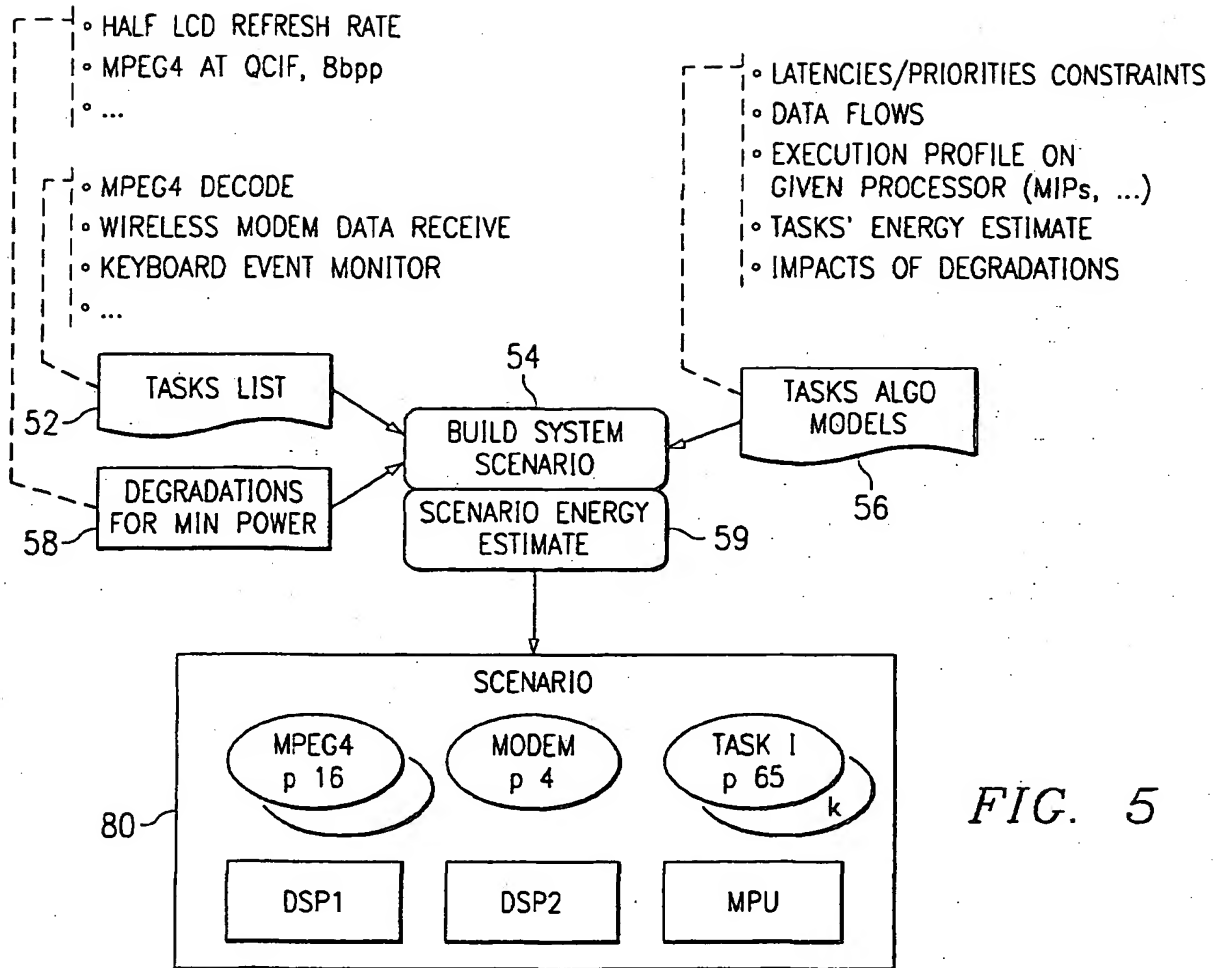 ° HALF LCD REFRESH RATE
° MPEG4 AT QCIF, 8bpp
° ...
° MPEG4 DECODE
° WIRELESS MODEM DATA RECEIVE
° KEYBOARD EVENT MONITOR
° ...
° LATENCIES/PRIORITIES CONSTRAINTS
° DATA FLOWS
° EXECUTION PROFILE ON
GIVEN PROCESSOR (MIPs, ...)
° TASKS' ENERGY ESTIMATE
° IMPACTS OF DEGRADATIONS
TASKS LIST
52
DEGRADATIONS
FOR MIN POWER
58
54
BUILD SYSTEM
SCENARIO
SCENARIO ENERGY
ESTIMATE
59
TASKS ALGO
MODELS
56
SCENARIO
MPEG4
p 16
MODEM
p 4
TASK I
p 65
k
80
DSP1
DSP2
MPU
FIG. 5